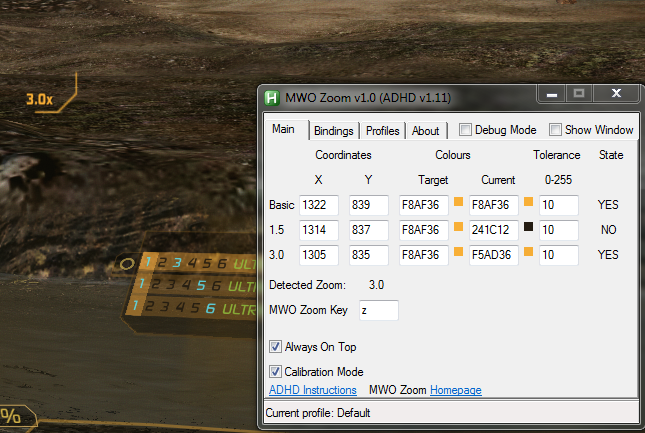 3.0x
MWO Zoom v1.0 (ADHD v1.11)
Main Bindings Profiles About Debug Mode Show Window
Coordinates Colours Tolerance State
X Y Target Current 0-255
Basic 1322 839 F8AF36 F8AF36 10 YES
1.5 1314 837 F8AF36 241C12 10 NO
3.0 1305 835 F8AF36 F5AD36 10 YES
Detected Zoom: 3.0
MWO Zoom Key z
Always On Top
Calibration Mode
ADHD Instructions MWO Zoom Homepage
Current profile: Default
1 2 3 4 5 6 ULT
1 2 3 4 5 6 ULT
1 2 3 4 5 6 ULTR
%